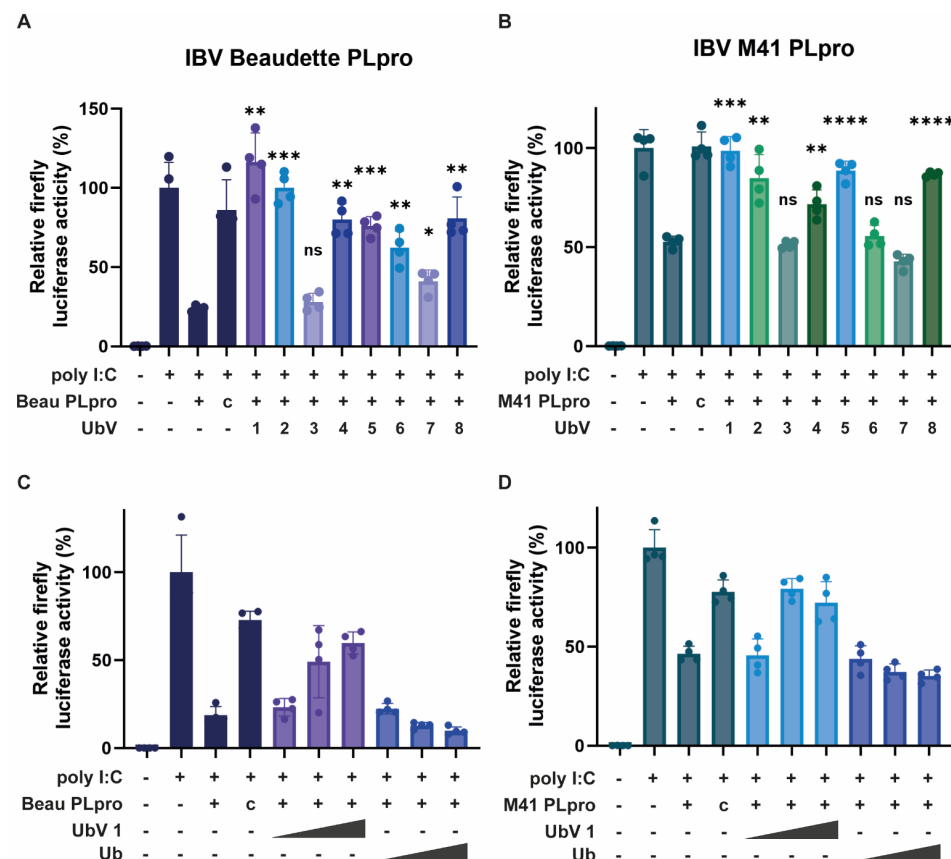 A
IBV Beaudette PLpro
Relative firefly
luciferase acticity (%)
150
100
50
0
** *** ns ** *** ** * **
poly I:C - + + + + + + + + + + +
Beau PLpro - - + c + + + + + + + +
UbV - - - - 1 2 3 4 5 6 7 8
B
IBV M41 PLpro
Relative firefly
luciferase activity (%)
100
50
0
*** ** ns ** **** ns ns ****
poly I:C - + + + + + + + + + + +
M41 PLpro - - + c + + + + + + + +
UbV - - - - 1 2 3 4 5 6 7 8
C
Relative firefly
luciferase activity (%)
100
50
0
poly I:C - + + + + + + + + +
Beau PLpro - - + c + + + + + +
UbV 1 - - - - - - -
Ub - - - - - - -
D
Relative firefly
luciferase activity (%)
100
50
0
poly I:C - + + + + + + + + +
M41 PLpro - - + c + + + + + +
UbV 1 - - - - - - -
Ub - - - - - - -